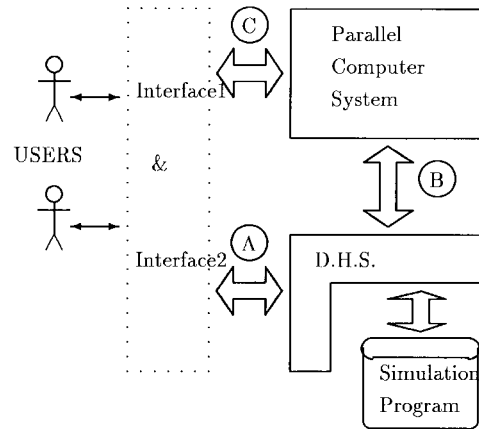 C
Parallel
Computer
System
Interface1
USERS
&
B
A
Interface2
D.H.S.
Simulation
Program